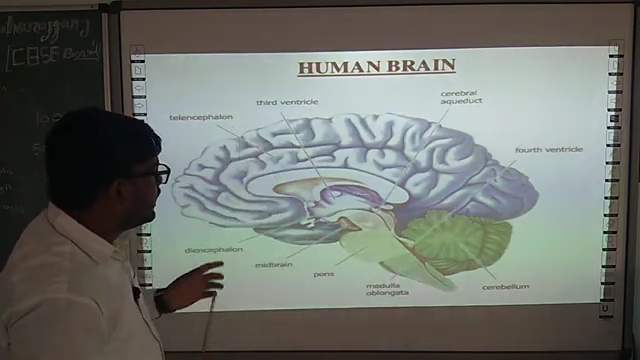 [CBSE Board]
HUMAN BRAIN
telencephalon
third ventricle
cerebral
aqueduct
fourth ventricle
diencephalon
midbrain
pons
medulla
oblongata
cerebellum